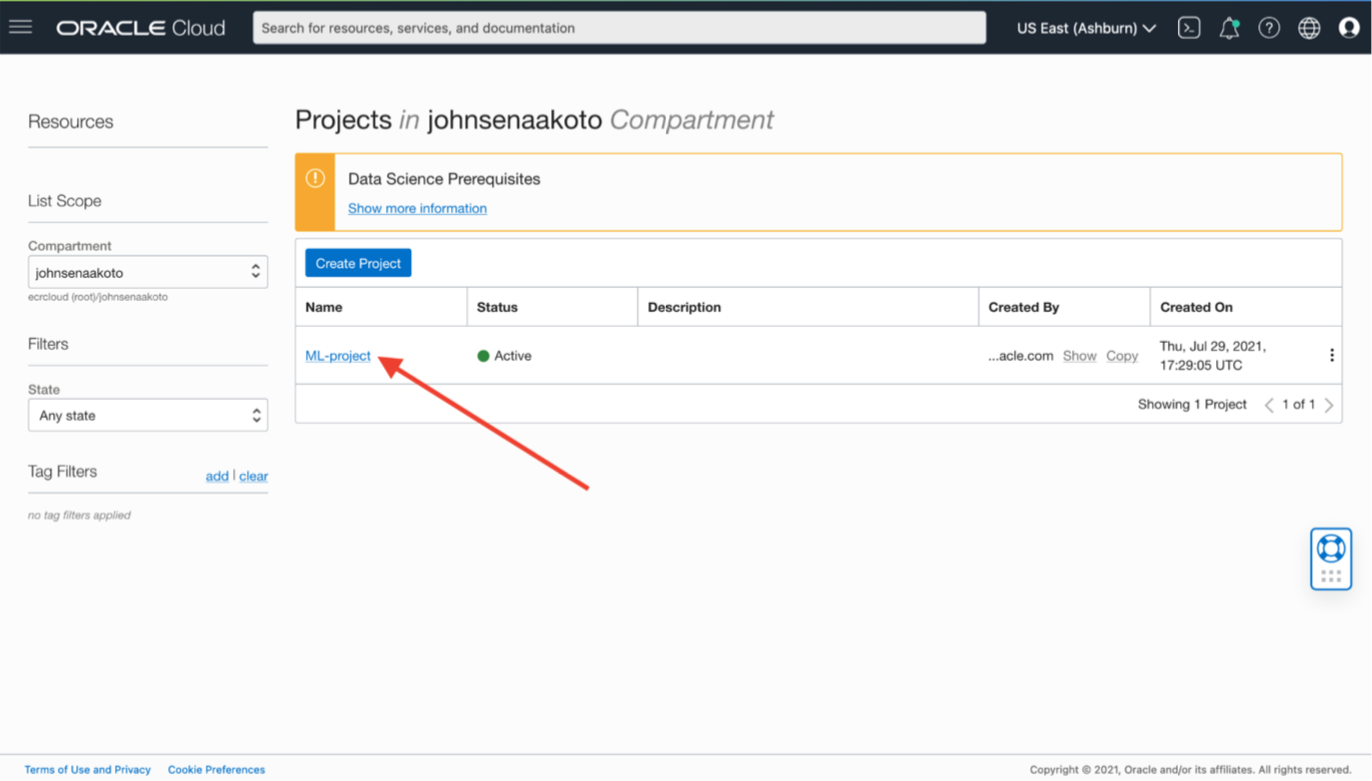 ORACLE Cloud
Search for resources, services, and documentation
US East (Ashburn)
Resources
List Scope
Compartment
johnsenaakoto
ecrcloud (root)/johnsenaakoto
Filters
State
Any state
Tag Filters
add | clear
no tag filters applied
Projects in johnsenaakoto Compartment
Data Science Prerequisites
Show more information
Create Project
Name Status Description Created By Created On
ML-project Active ...acle.com Show Copy Thu, Jul 29, 2021,
17:29:05 UTC
Showing 1 Project < 1 of 1 >
Terms of Use and Privacy Cookie Preferences
Copyright © 2021, Oracle and/or its affiliates. All rights reserved.